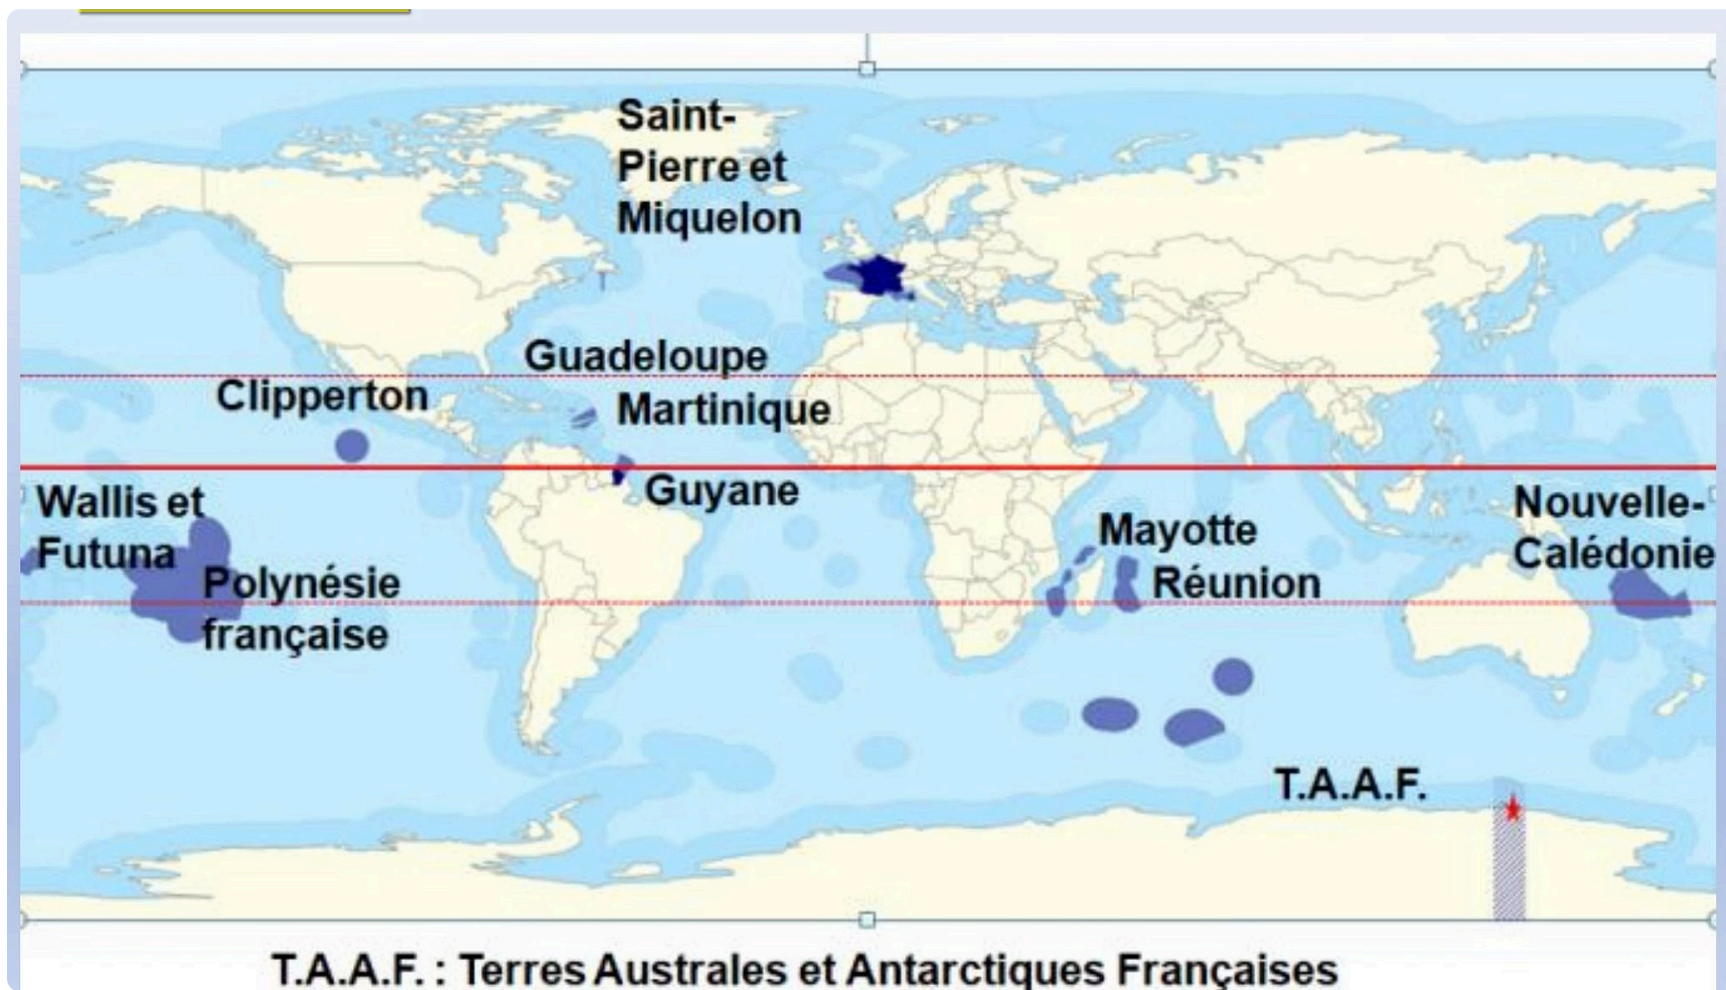 Saint-
Pierre et
Miquelon
Guadeloupe
Clipperton
Martinique
Guyane
Wallis et
Futuna
Polynésie
française
Mayotte
Réunion
Nouvelle-
Calédonie
T.A.A.F.
T.A.A.F. : Terres Australes et Antarctiques Françaises